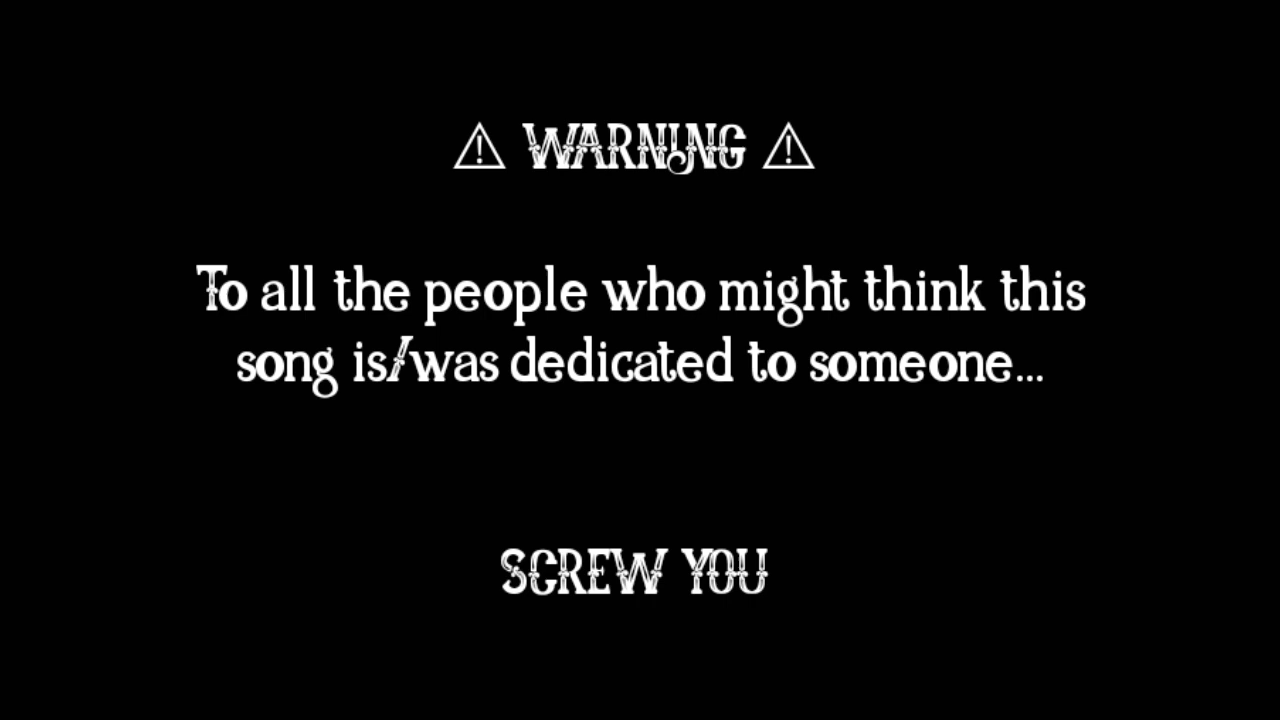 ⚠ WARNING ⚠
To all the people who might think this
song is/was dedicated to someone...
SCREW YOU